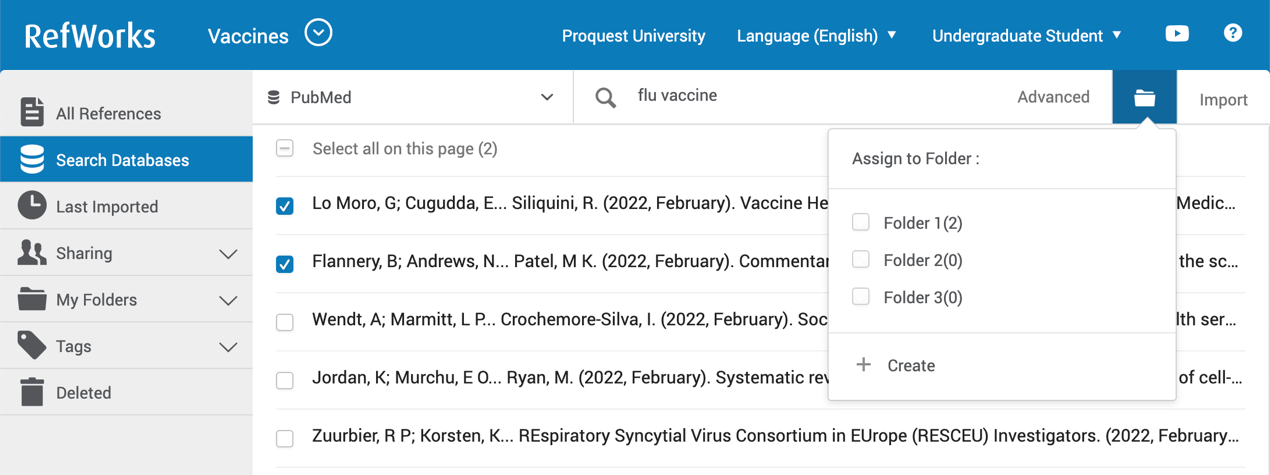 RefWorks Vaccines Proquest University Language (English) Undergraduate Student
All References
Search Databases
Last Imported
Sharing
My Folders
Tags
Deleted
PubMed flu vaccine Advanced Import
Select all on this page (2)
Lo Moro, G; Cugudda, E... Siliquini, R. (2022, February). Vaccine He Medic...
Flannery, B; Andrews, N... Patel, M K. (2022, February). Commentar the sc...
Wendt, A; Marmitt, L P... Crochemore-Silva, I. (2022, February). Soc lth ser...
Jordan, K; Murchu, E O... Ryan, M. (2022, February). Systematic rev of cell-...
Zuurbier, R P; Korsten, K... REspiratory Syncytial Virus Consortium in EUrope (RESCEU) Investigators. (2022, February...
Assign to Folder :
Folder 1(2)
Folder 2(0)
Folder 3(0)
+ Create